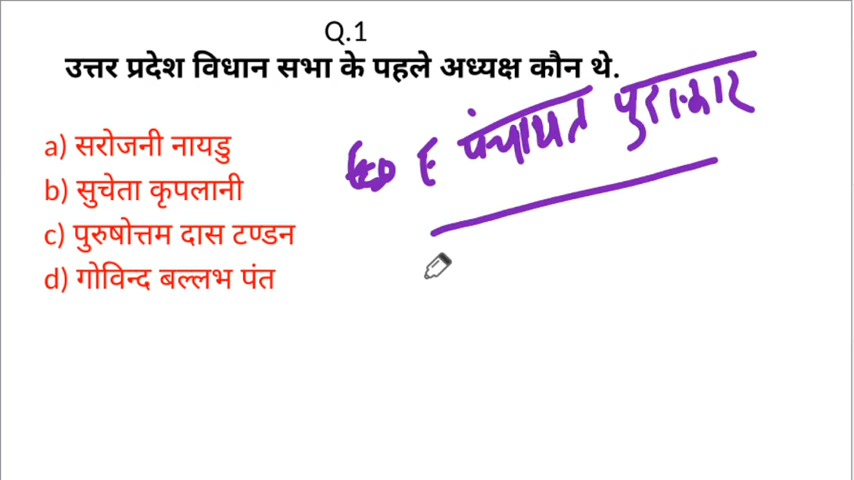 Q.1
उत्तर प्रदेश विधान सभा के पहले अध्यक्ष कौन थे.
E पंचायत पुरस्कार
a) सरोजनी नायडु
b) सुचेता कृपलानी
c) पुरुषोत्तम दास टण्डन
d) गोविन्द बल्लभ पंत